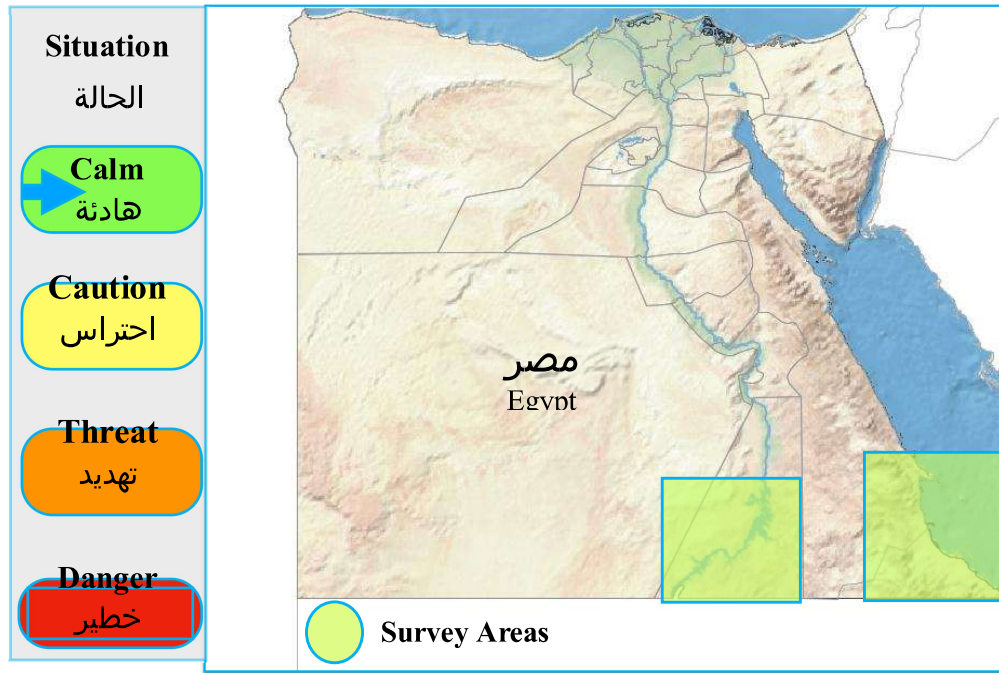 Situation
الحالة
Calm
هادئة
Caution
احتراس
Threat
تهديد
Danger
خطير
مصر
Egypt
Survey Areas